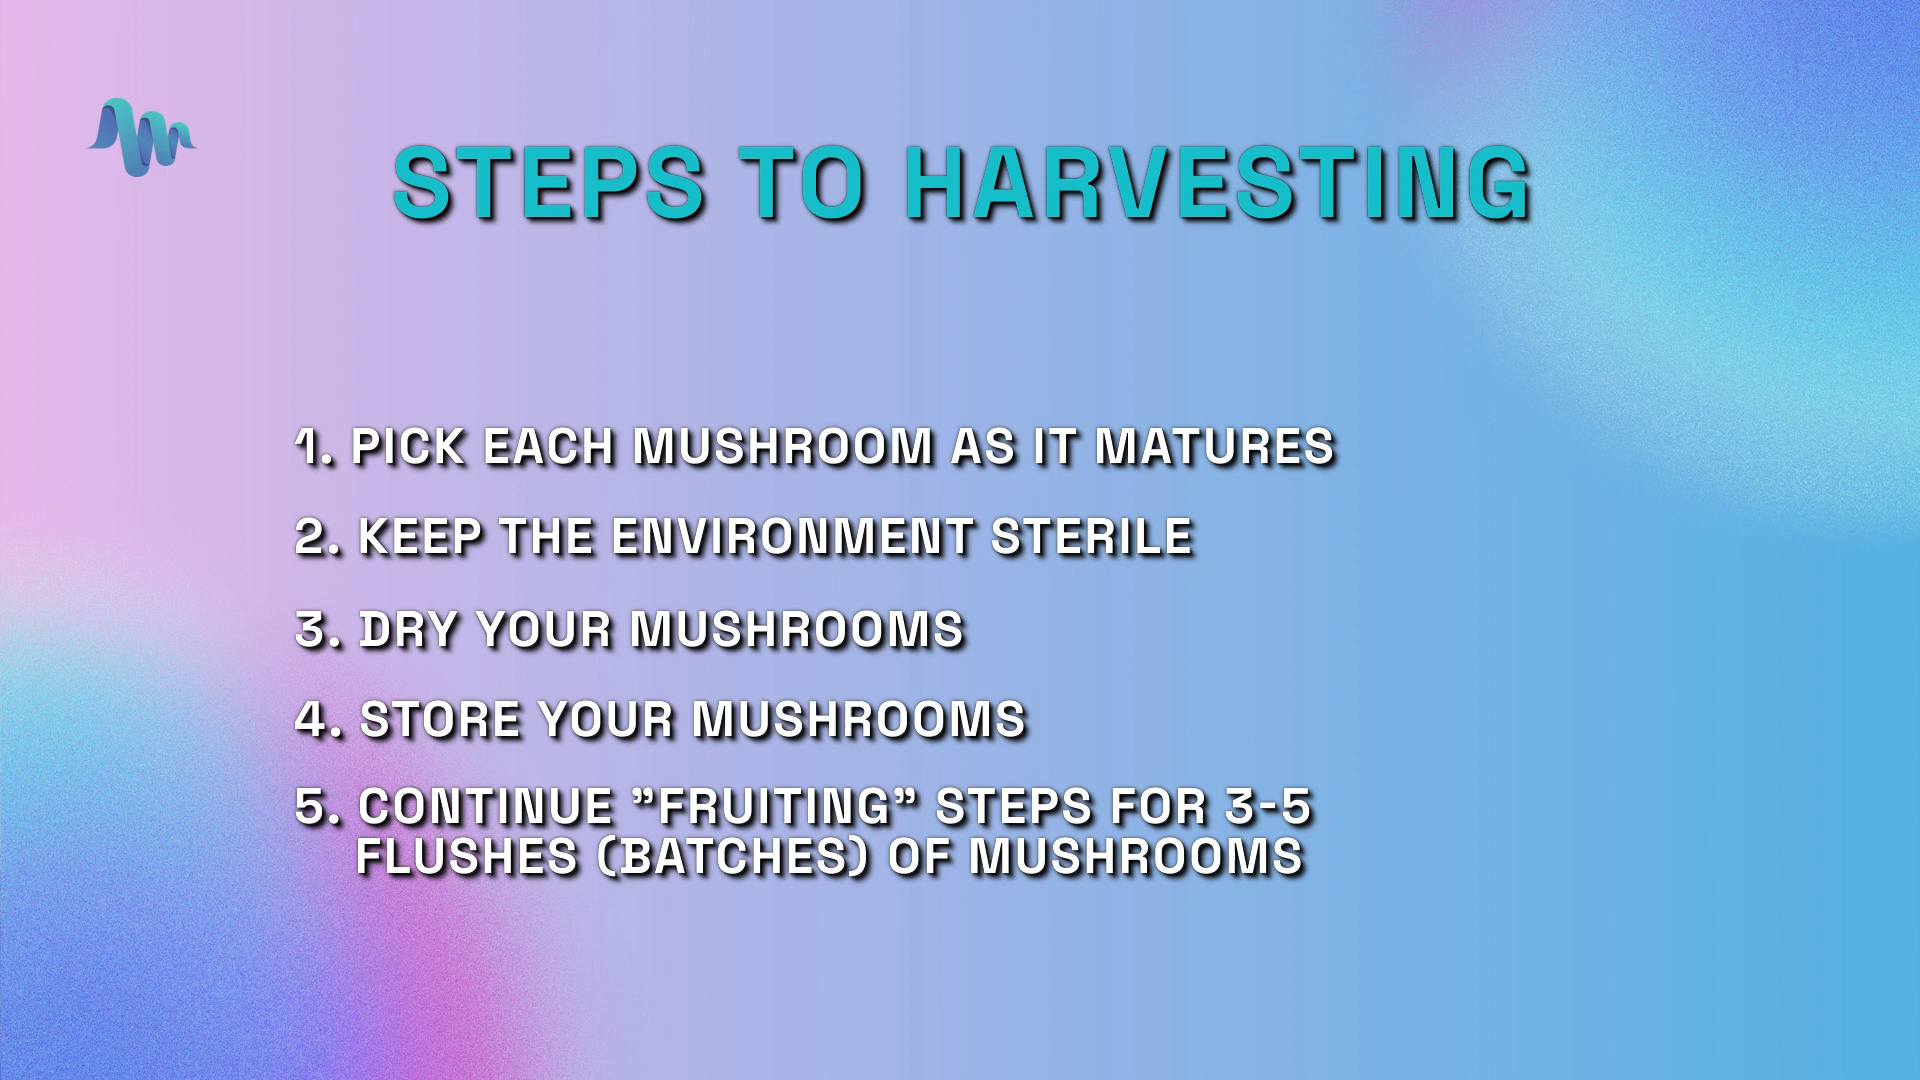 STEPS TO HARVESTING
1. PICK EACH MUSHROOM AS IT MATURES
2. KEEP THE ENVIRONMENT STERILE
3. DRY YOUR MUSHROOMS
4. STORE YOUR MUSHROOMS
5. CONTINUE ”FRUITING” STEPS FOR 3-5
FLUSHES (BATCHES) OF MUSHROOMS